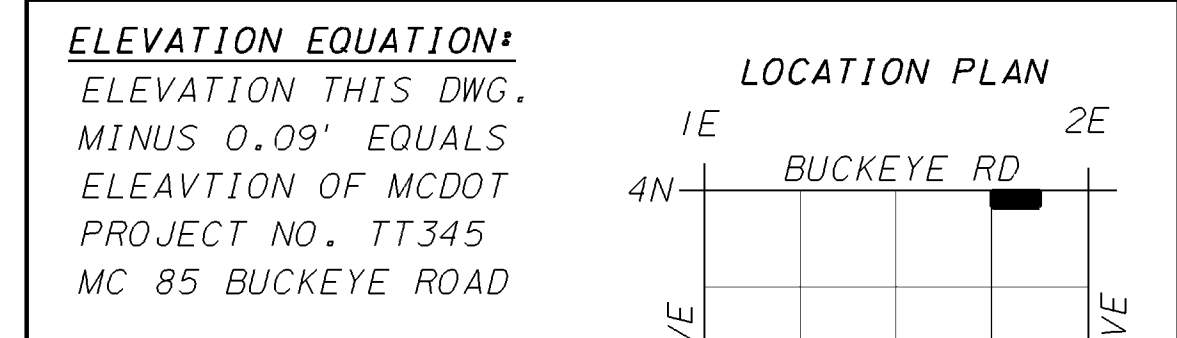 ELEVATION EQUATION:
ELEVATION THIS DWG.
MINUS 0.09' EQUALS
ELEAVTION OF MCDOT
PROJECT NO. TT345
MC 85 BUCKEYE ROAD
LOCATION PLAN
1E 2E
BUCKEYE RD
4N